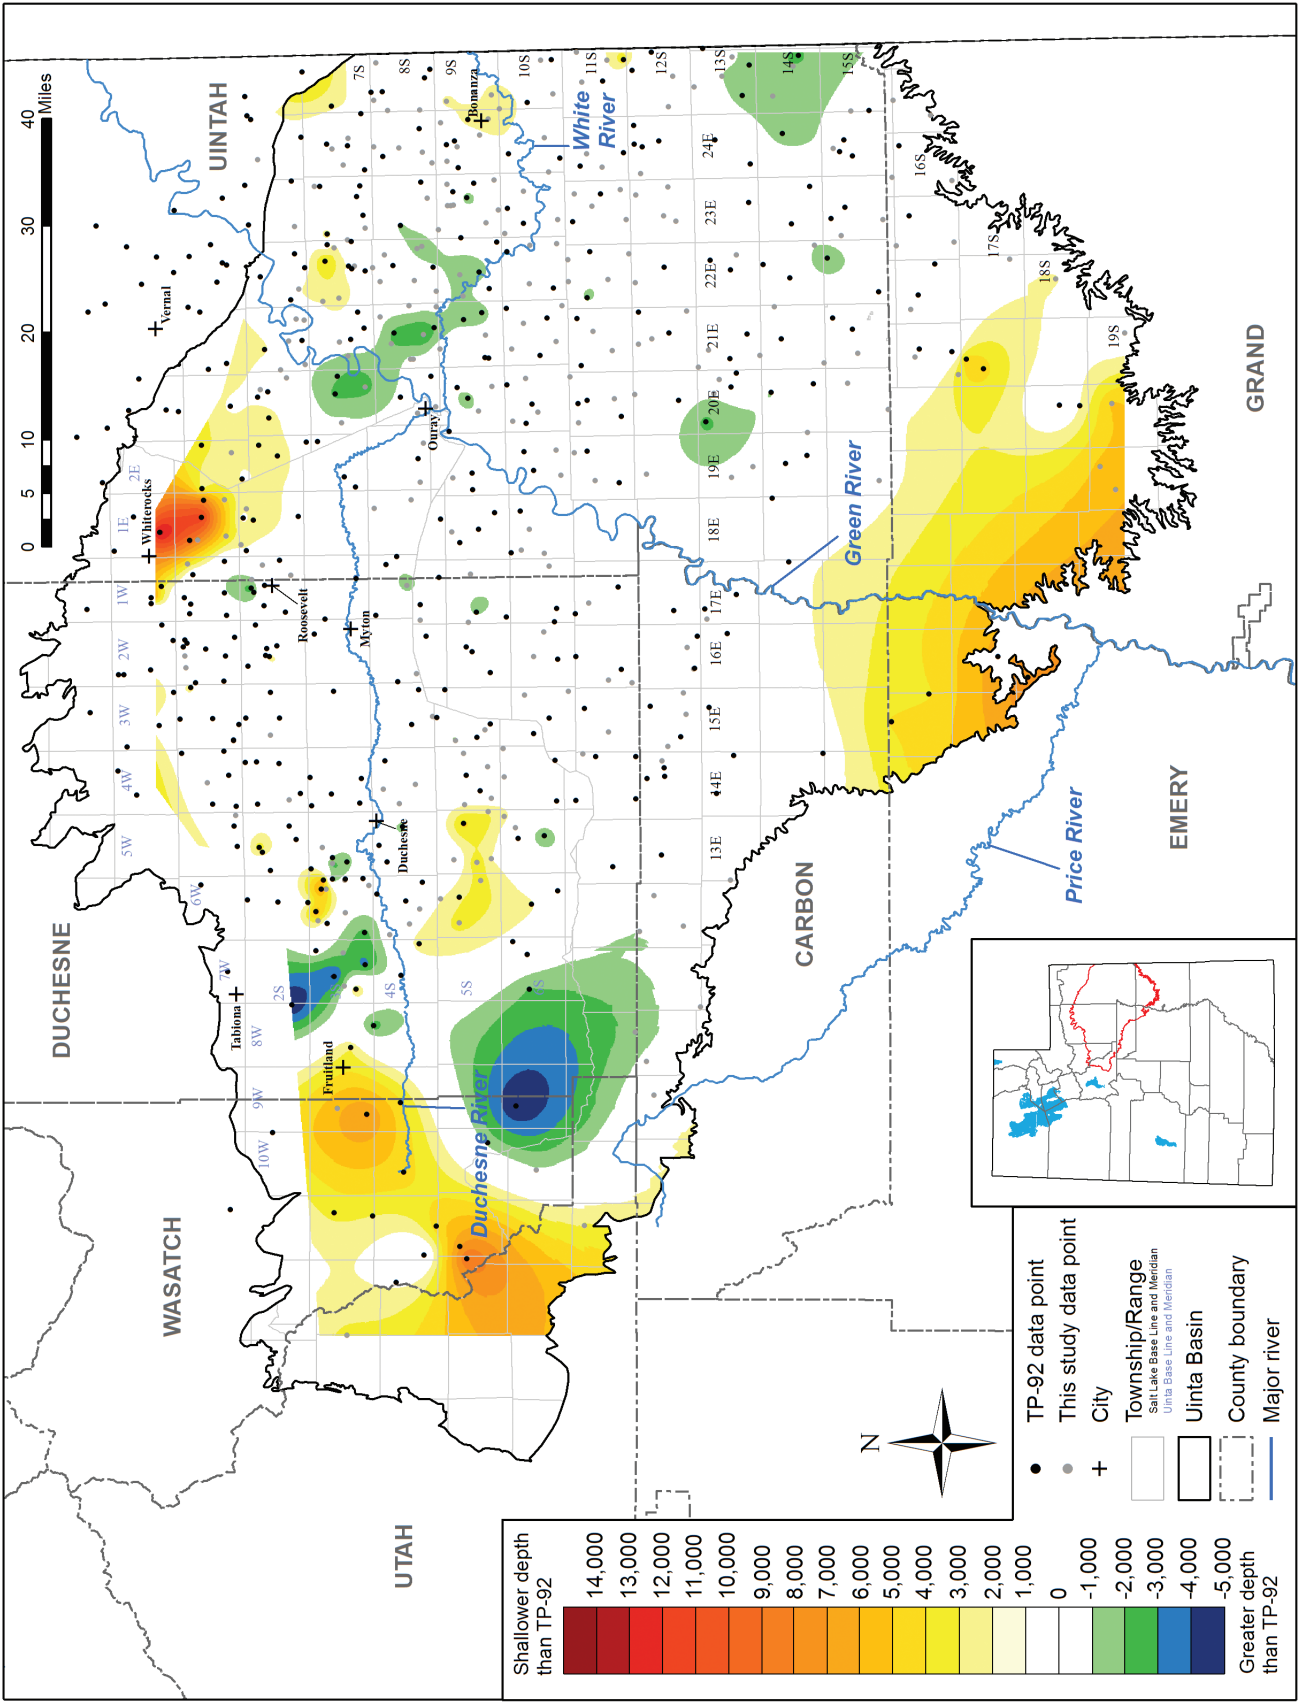 0
5
10
20
30
40
Miles
UINTAH
DUCHESNE
WASATCH
UTAH
CARBON
EMERY
GRAND
Vernal
Whiterocks
Roosevelt
Myton
Ouray
Bonanza
Duchesne
Tabiona
Fruitland
White
River
Green River
Price River
Duchesne River
2E
1E
1W
2W
3W
4W
5W
6W
7W
8W
9W
10W
2S
4S
5S
6S
7S
8S
9S
10S
11S
12S
13S
14S
15S
16S
17S
18S
19S
24E
23E
22E
21E
20E
19E
18E
17E
16E
15E
14E
13E
N
Shallower depth
than TP-92
14,000
13,000
12,000
11,000
10,000
9,000
8,000
7,000
6,000
5,000
4,000
3,000
2,000
1,000
0
-1,000
-2,000
-3,000
-4,000
-5,000
Greater depth
than TP-92
TP-92 data point
This study data point
City
Township/Range
Salt Lake Base Line and Meridian
Uinta Base Line and Meridian
Uinta Basin
County boundary
Major river